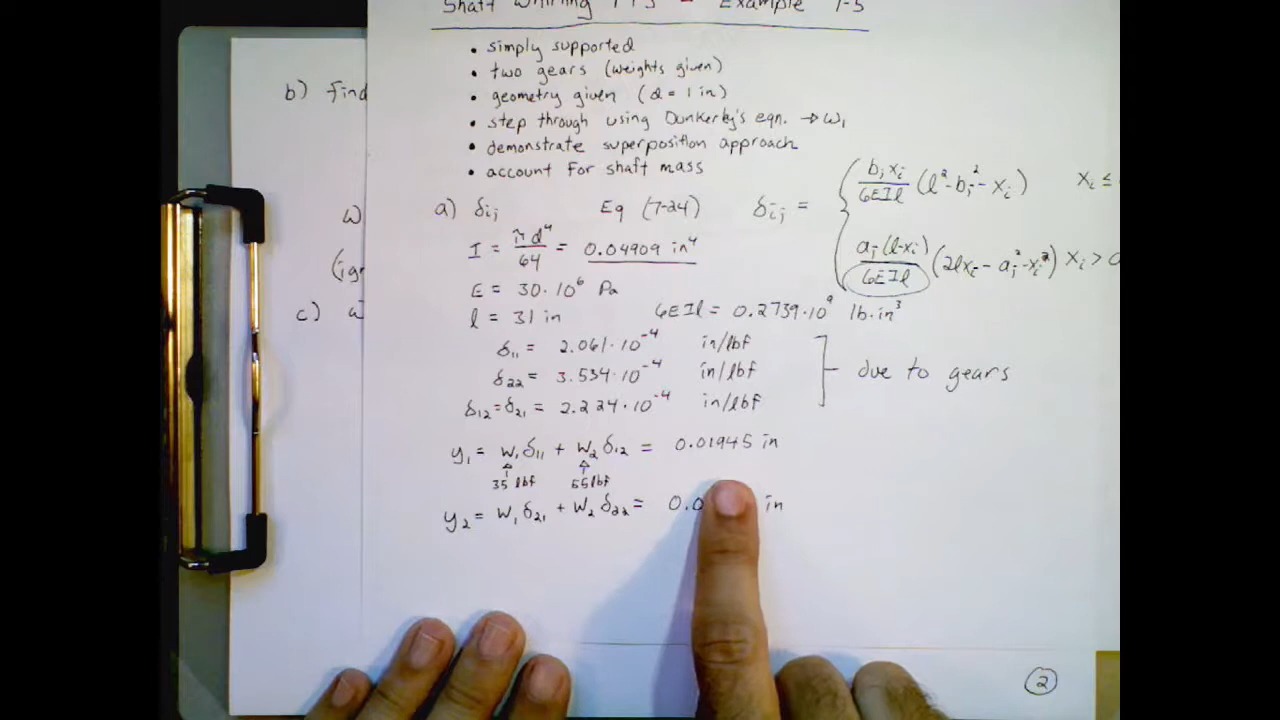 Shaft Whirling Example 7-5
• simply supported
• two gears (weights given)
• geometry given (d = 1 in)
• step through using Dunkerly's eqn. → ω₁
• demonstrate superposition approach
• account for shaft mass
b) find
ω
(ig
c)
a) δij Eq (7-24) δij =
bj xi / 6EIl (l² - bj² - xi²) xi ≤
aj (l-xi) / 6EIl (2lxi - aj² - xi²) xi >
I = πd⁴ / 64 = 0.04909 in⁴
E = 30·10⁶ Pa
l = 31 in 6EIl = 0.2739·10⁹ lb·in³
δ₁₁ = 2.061·10⁻⁴ in/lbf
δ₂₂ = 3.534·10⁻⁴ in/lbf
δ₁₂=δ₂₁ = 2.224·10⁻⁴ in/lbf
due to gears
y₁ = w₁δ₁₁ + w₂δ₁₂ = 0.01945 in
35 lbf 55 lbf
y₂ = w₁δ₂₁ + w₂δ₂₂ = 0.0 in
2